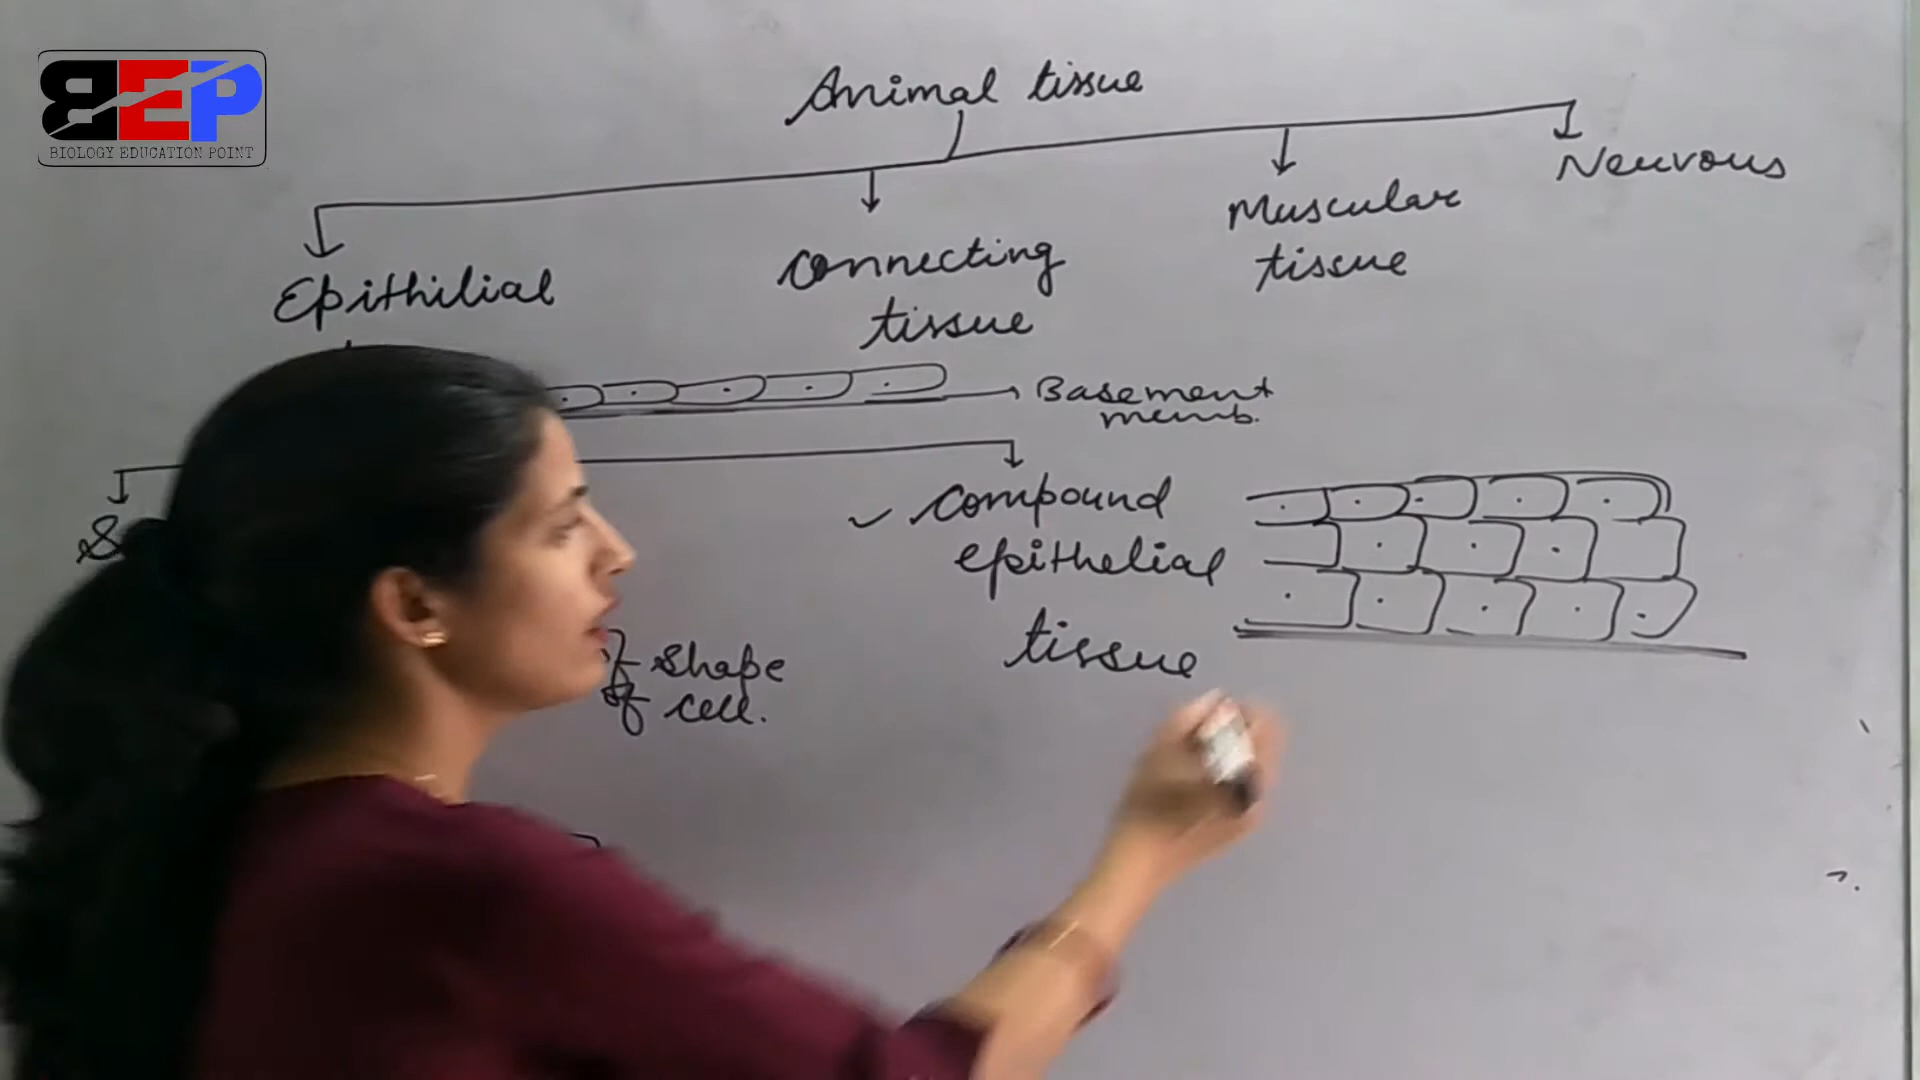 BEP
BIOLOGY EDUCATION POINT
Animal tissue
Epithilial
Connecting
tissue
Muscular
tissue
Nervous
Basement
memb.
Compound
epithelial
tissue
S
Shape
of cell.